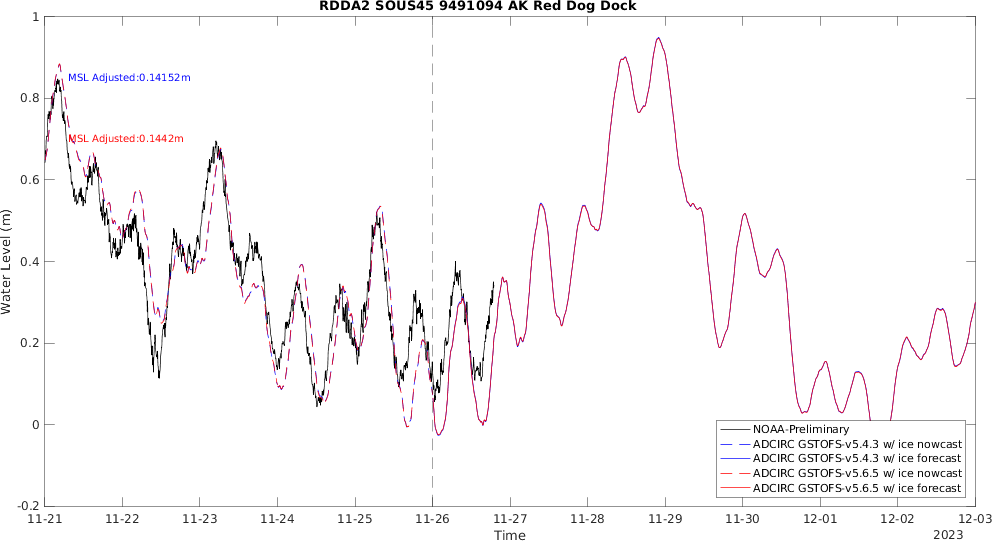 RDDA2 SOUS45 9491094 AK Red Dog Dock
1
MSL Adjusted:0.14152m
0.8
MSL Adjusted:0.1442m
0.6
Water Level (m)
0.4
0.2
0
NOAA-Preliminary
ADCIRC GSTOFS-v5.4.3 w/ ice nowcast
ADCIRC GSTOFS-v5.4.3 w/ ice forecast
ADCIRC GSTOFS-v5.6.5 w/ ice nowcast
ADCIRC GSTOFS-v5.6.5 w/ ice forecast
-0.2
11-21 11-22 11-23 11-24 11-25 11-26 11-27 11-28 11-29 11-30 12-01 12-02 12-03
Time
2023